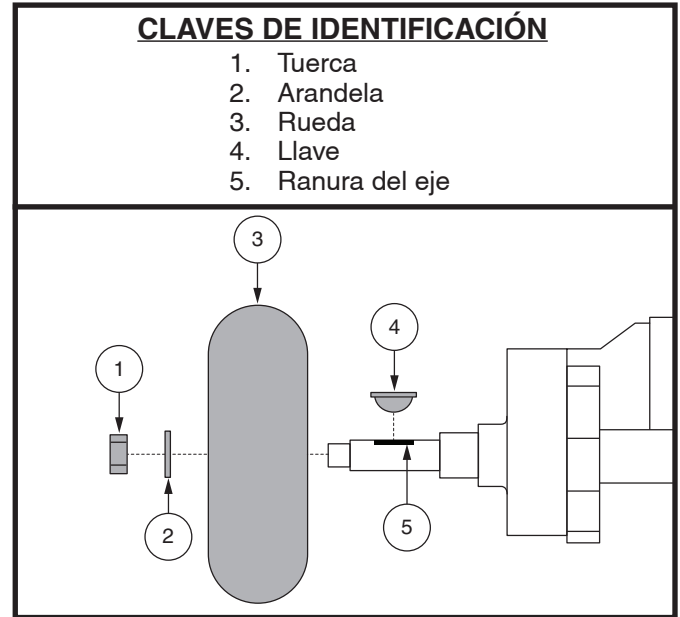 CLAVES DE IDENTIFICACIÓN
1. Tuerca
2. Arandela
3. Rueda
4. Llave
5. Ranura del eje
3
4
1
2
5